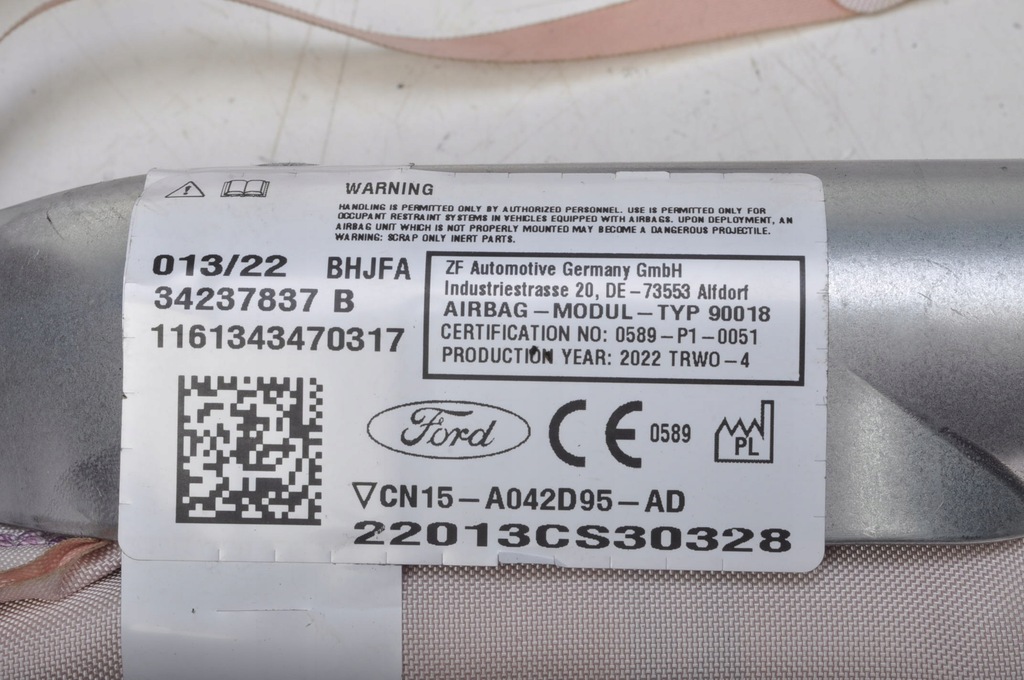 WARNING
HANDLING IS PERMITTED ONLY BY AUTHORIZED PERSONNEL. USE IS PERMITTED ONLY FOR
OCCUPANT RESTRAINT SYSTEMS IN VEHICLES EQUIPPED WITH AIRBAGS. UPON DEPLOYMENT, AN
AIRBAG UNIT WHICH IS NOT PROPERLY MOUNTED MAY BECOME A DANGEROUS PROJECTILE.
WARNING: SCRAP ONLY INERT PARTS.
013/22 BHJFA
34237837 B
1161343470317
ZF Automotive Germany GmbH
Industriestrasse 20, DE-73553 Alfdorf
AIRBAG-MODUL-TYP 90018
CERTIFICATION NO: 0589-P1-0051
PRODUCTION YEAR: 2022 TRWO-4
Ford CE 0589 PL
▽CN15-A042D95-AD
22013CS30328